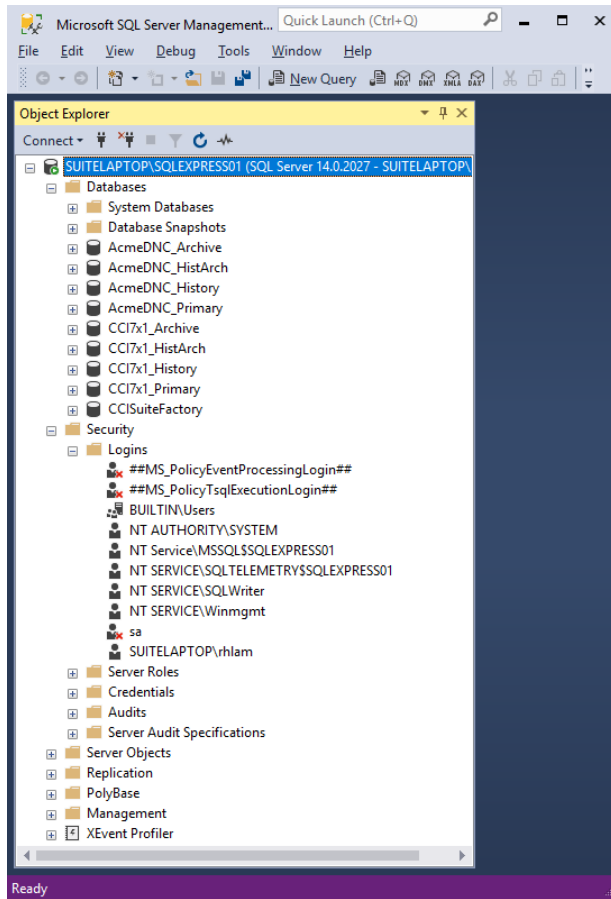 Microsoft SQL Server Management... Quick Launch (Ctrl+Q)
File Edit View Debug Tools Window Help
New Query MDX DMX XMLA DAX
Object Explorer
Connect
SUITELAPTOP\SQLEXPRESS01 (SQL Server 14.0.2027 - SUITELAPTOP\
Databases
System Databases
Database Snapshots
AcmeDNC_Archive
AcmeDNC_HistArch
AcmeDNC_History
AcmeDNC_Primary
CCI7x1_Archive
CCI7x1_HistArch
CCI7x1_History
CCI7x1_Primary
CCISuiteFactory
Security
Logins
##MS_PolicyEventProcessingLogin##
##MS_PolicyTsqlExecutionLogin##
BUILTIN\Users
NT AUTHORITY\SYSTEM
NT Service\MSSQL$SQLEXPRESS01
NT SERVICE\SQLTELEMETRY$SQLEXPRESS01
NT SERVICE\SQLWriter
NT SERVICE\Winmgmt
sa
SUITELAPTOP\rhlam
Server Roles
Credentials
Audits
Server Audit Specifications
Server Objects
Replication
PolyBase
Management
XEvent Profiler
Ready